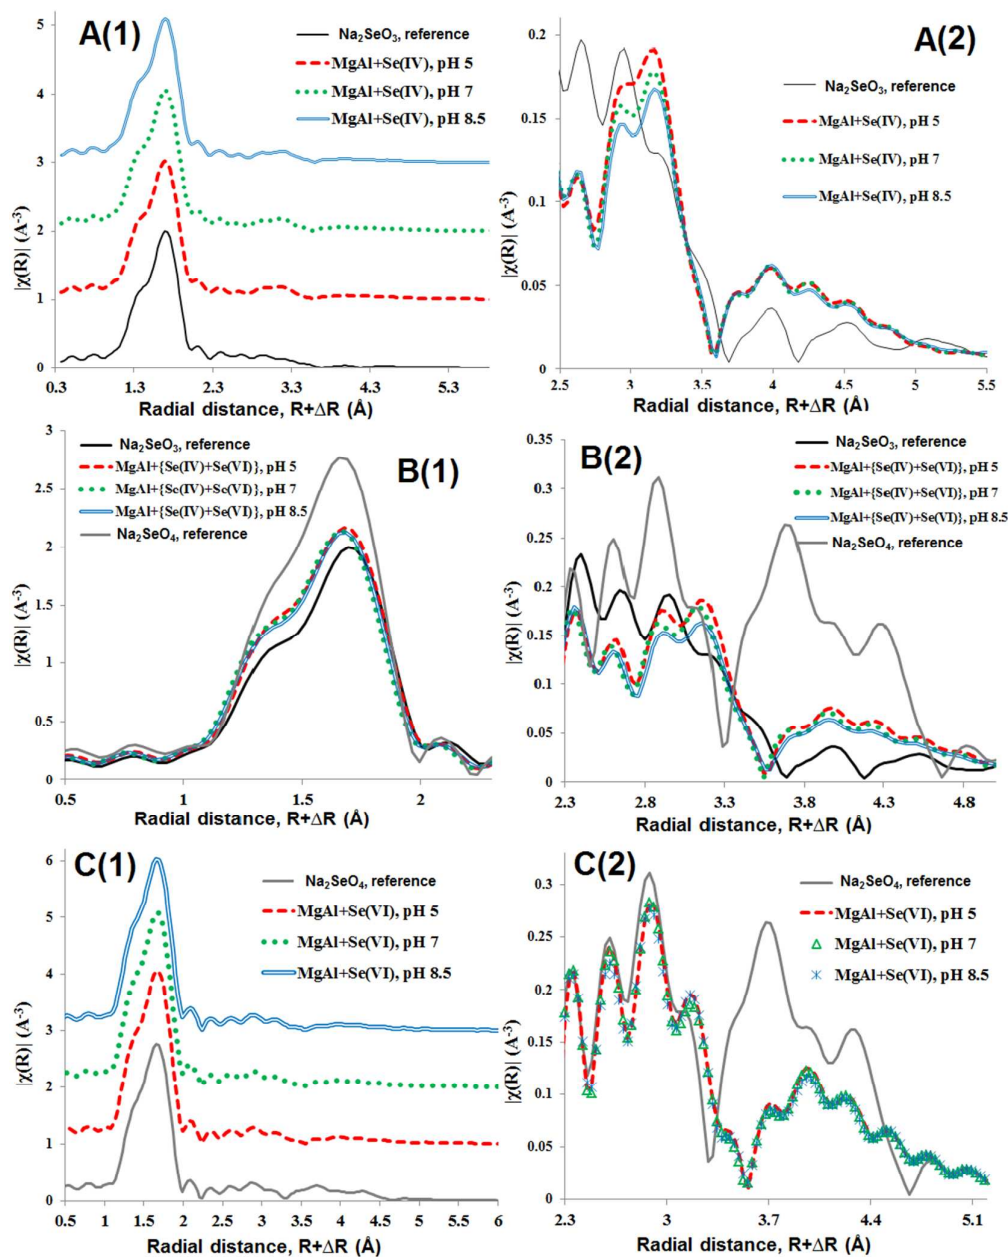 A(1)
Na₂SeO₃, reference
MgAl+Se(IV), pH 5
MgAl+Se(IV), pH 7
MgAl+Se(IV), pH 8.5
|χ(R)| (A⁻³)
5
4
3
2
1
0
0.3 1.3 2.3 3.3 4.3 5.3
Radial distance, R+ΔR (Å)
A(2)
Na₂SeO₃, reference
MgAl+Se(IV), pH 5
MgAl+Se(IV), pH 7
MgAl+Se(IV), pH 8.5
|χ(R)| (A⁻³)
0.2
0.15
0.1
0.05
0
2.5 3 3.5 4 4.5 5 5.5
Radial distance, R+ΔR (Å)
B(1)
Na₂SeO₃, reference
MgAl+{Se(IV)+Se(VI)}, pH 5
MgAl+{Sc(IV)+Sc(VI)}, pH 7
MgAl+{Se(IV)+Se(VI)}, pH 8.5
Na₂SeO₄, reference
|χ(R)| (A⁻³)
3
2.5
2
1.5
1
0.5
0
0.5 1 1.5 2
Radial distance, R+ΔR (Å)
B(2)
Na₂SeO₃, reference
MgAl+{Se(IV)+Se(VI)}, pH 5
MgAl+{Se(IV)+Se(VI)}, pH 7
MgAl+{Se(IV)+Se(VI)}, pH 8.5
Na₂SeO₄, reference
|χ(R)| (A⁻³)
0.35
0.3
0.25
0.2
0.15
0.1
0.05
0
2.3 2.8 3.3 3.8 4.3 4.8
Radial distance, R+ΔR (Å)
C(1)
Na₂SeO₄, reference
MgAl+Se(VI), pH 5
MgAl+Se(VI), pH 7
MgAl+Se(VI), pH 8.5
|χ(R)| (A⁻³)
6
5
4
3
2
1
0
0.5 1 1.5 2 2.5 3 3.5 4 4.5 5 5.5 6
Radial distance, R+ΔR (Å)
C(2)
Na₂SeO₄, reference
MgAl+Se(VI), pH 5
MgAl+Se(VI), pH 7
MgAl+Se(VI), pH 8.5
|χ(R)| (A⁻³)
0.3
0.25
0.2
0.15
0.1
0.05
0
2.3 3 3.7 4.4 5.1
Radial distance, R+ΔR (Å)